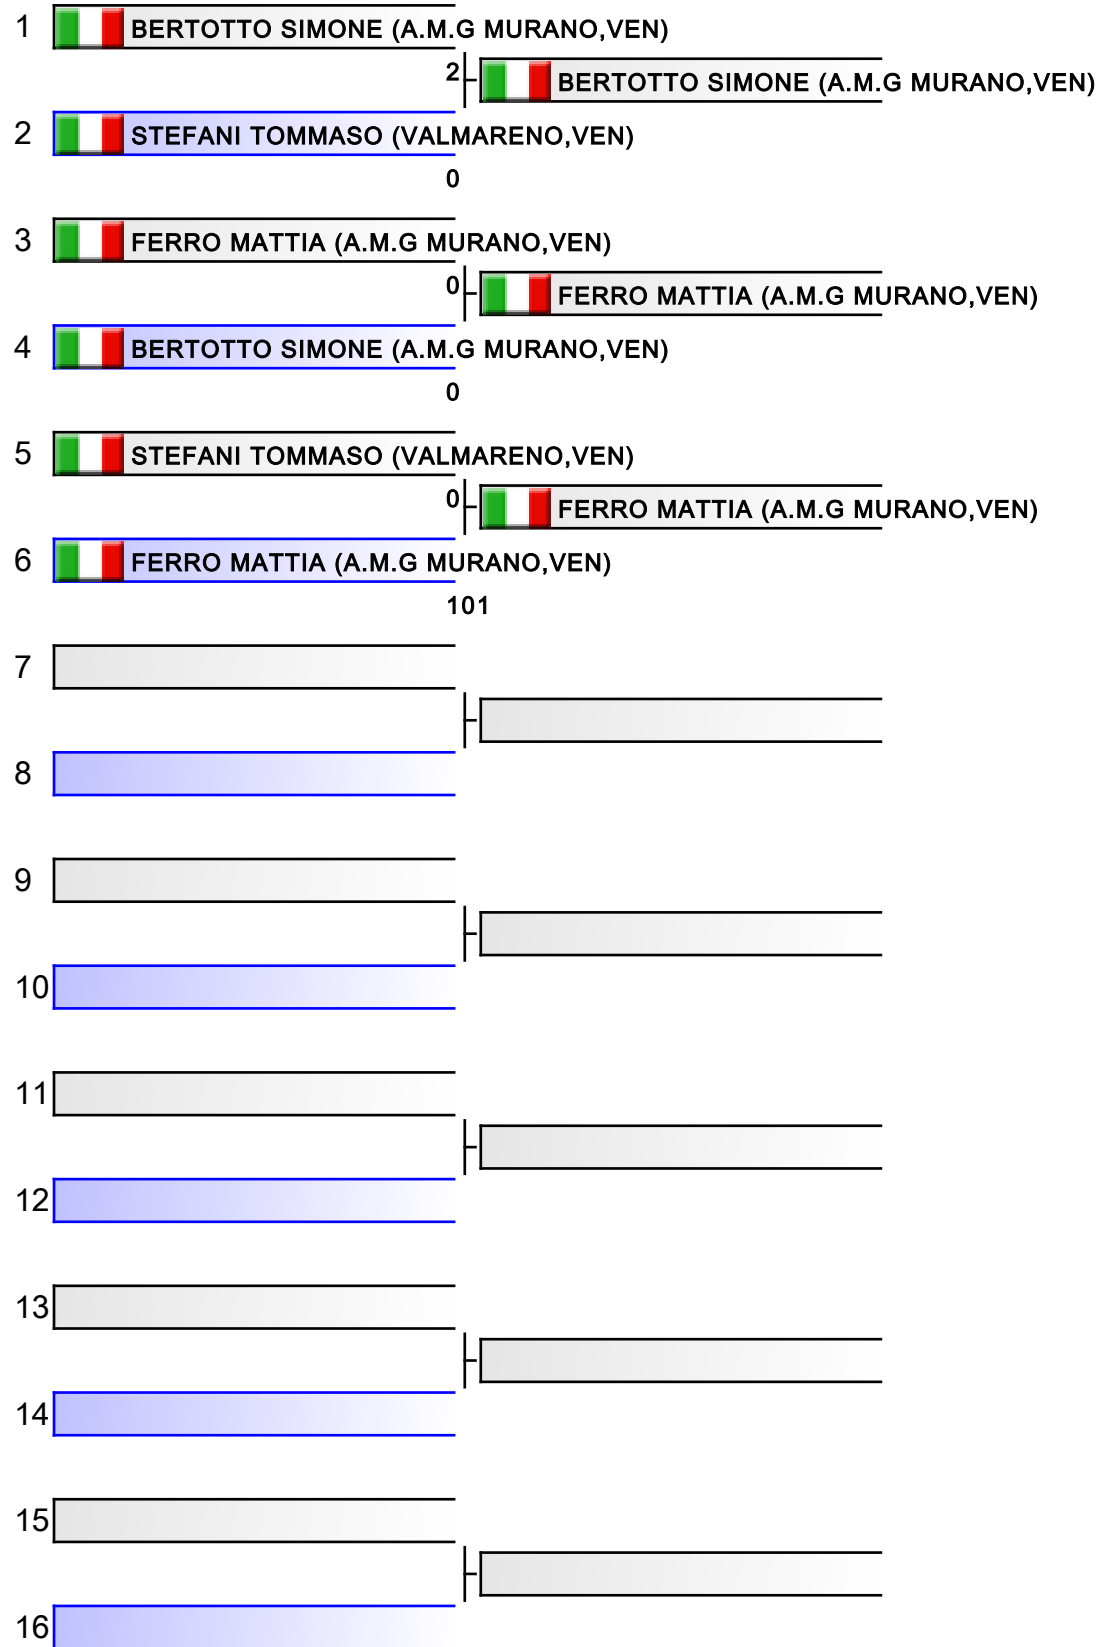 1 BERTOTTO SIMONE (A.M.G MURANO,VEN)
2 BERTOTTO SIMONE (A.M.G MURANO,VEN)
2 STEFANI TOMMASO (VALMARENO,VEN)
0
3 FERRO MATTIA (A.M.G MURANO,VEN)
0 FERRO MATTIA (A.M.G MURANO,VEN)
4 BERTOTTO SIMONE (A.M.G MURANO,VEN)
0
5 STEFANI TOMMASO (VALMARENO,VEN)
0 FERRO MATTIA (A.M.G MURANO,VEN)
6 FERRO MATTIA (A.M.G MURANO,VEN)
101
7
8
9
10
11
12
13
14
15
16